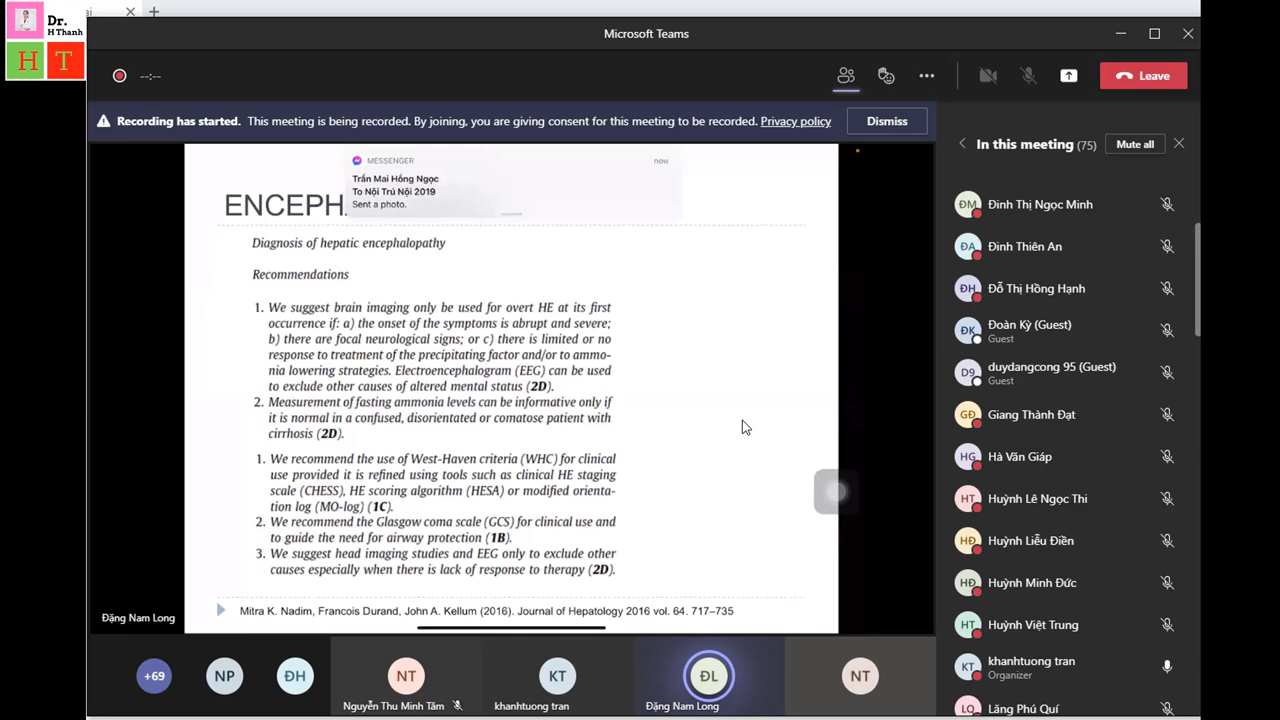 Dr.
H Thanh
H T
ai
Microsoft Teams
--:--
Leave
Recording has started. This meeting is being recorded. By joining, you are giving consent for this meeting to be recorded. Privacy policy
Dismiss
MESSENGER
now
Trần Mai Hồng Ngọc
To Nội Trú Nội 2019
Sent a photo.
ENCEPH
Diagnosis of hepatic encephalopathy
Recommendations
1. We suggest brain imaging only be used for overt HE at its first
occurrence if: a) the onset of the symptoms is abrupt and severe;
b) there are focal neurological signs; or c) there is limited or no
response to treatment of the precipitating factor and/or to ammo-
nia lowering strategies. Electroencephalogram (EEG) can be used
to exclude other causes of altered mental status (2D).
2. Measurement of fasting ammonia levels can be informative only if
it is normal in a confused, disorientated or comatose patient with
cirrhosis (2D).
1. We recommend the use of West-Haven criteria (WHC) for clinical
use provided it is refined using tools such as clinical HE staging
scale (CHESS), HE scoring algorithm (HESA) or modified orienta-
tion log (MO-log) (1C).
2. We recommend the Glasgow coma scale (GCS) for clinical use and
to guide the need for airway protection (1B).
3. We suggest head imaging studies and EEG only to exclude other
causes especially when there is lack of response to therapy (2D).
Mitra K. Nadim, Francois Durand, John A. Kellum (2016). Journal of Hepatology 2016 vol. 64. 717–735
Đặng Nam Long
+69
NP
ĐH
NT
Nguyễn Thu Minh Tâm
KT
khanhtuong tran
ĐL
Đặng Nam Long
NT
In this meeting (75)
Mute all
ĐM Đinh Thị Ngọc Minh
ĐA Đinh Thiên An
ĐH Đỗ Thị Hồng Hạnh
ĐK Đoàn Kỳ (Guest)
Guest
D9 duydangcong 95 (Guest)
Guest
GĐ Giang Thành Đạt
HG Hà Văn Giáp
HT Huỳnh Lê Ngọc Thi
HĐ Huỳnh Liễu Điền
HĐ Huỳnh Minh Đức
HT Huỳnh Việt Trung
KT khanhtuong tran
Organizer
LQ Lăng Phú Quí